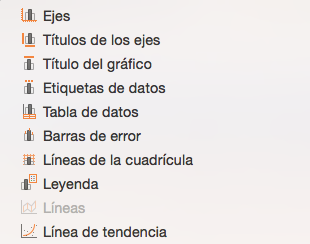 Ejes
Títulos de los ejes
Título del gráfico
Etiquetas de datos
Tabla de datos
Barras de error
Líneas de la cuadrícula
Leyenda
Líneas
Línea de tendencia